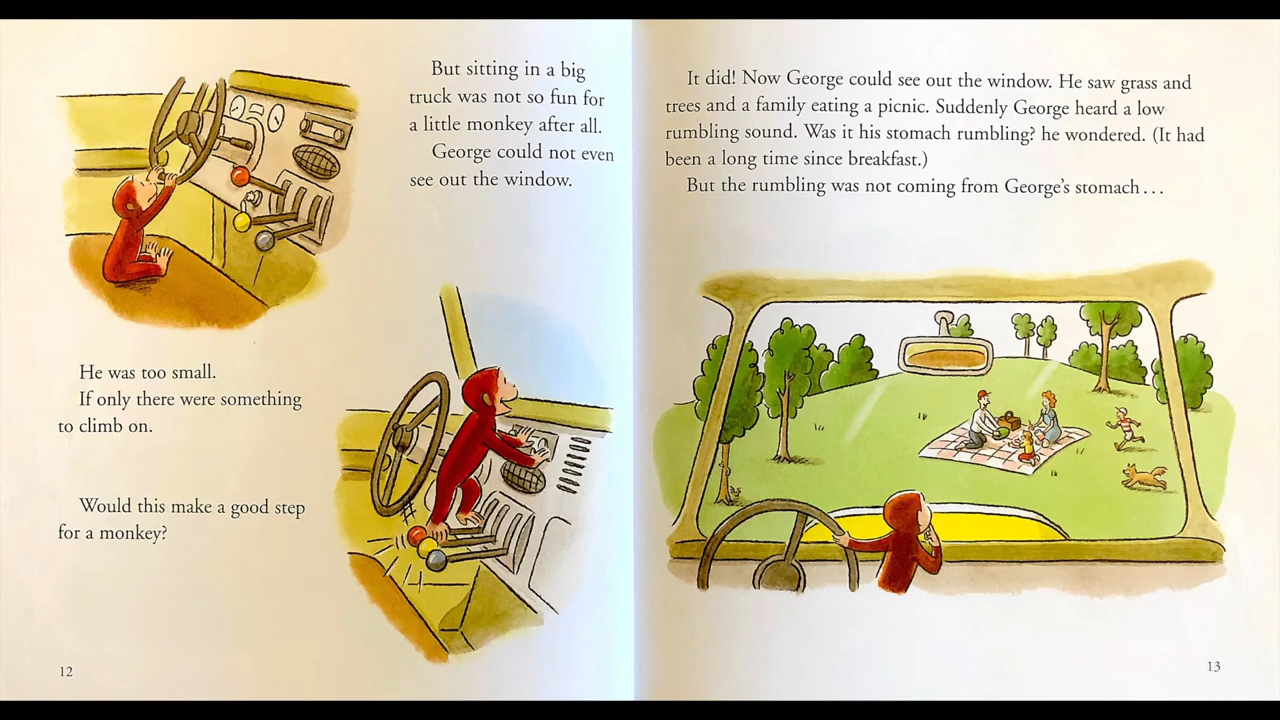 But sitting in a big
truck was not so fun for
a little monkey after all.
George could not even
see out the window.
He was too small.
If only there were something
to climb on.
Would this make a good step
for a monkey?
12
It did! Now George could see out the window. He saw grass and
trees and a family eating a picnic. Suddenly George heard a low
rumbling sound. Was it his stomach rumbling? he wondered. (It had
been a long time since breakfast.)
But the rumbling was not coming from George’s stomach . . .
13